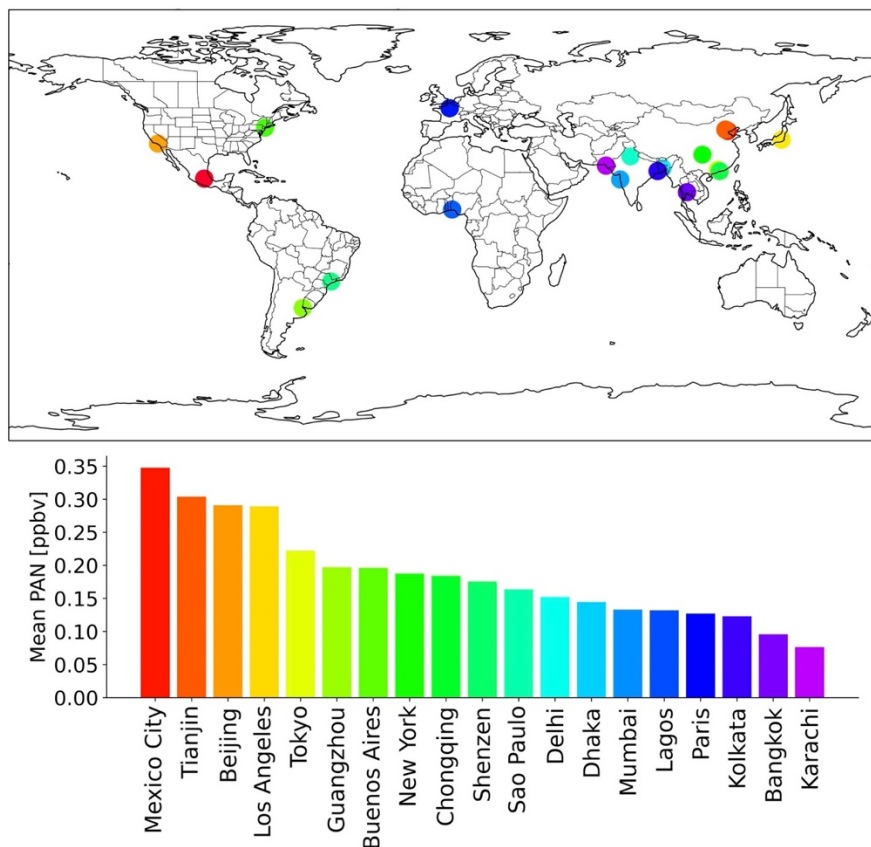 Mean PAN [ppbv]
0.35
0.30
0.25
0.20
0.15
0.10
0.05
0.00
Mexico City
Tianjin
Beijing
Los Angeles
Tokyo
Guangzhou
Buenos Aires
New York
Chongqing
Shenzen
Sao Paulo
Delhi
Dhaka
Mumbai
Lagos
Paris
Kolkata
Bangkok
Karachi